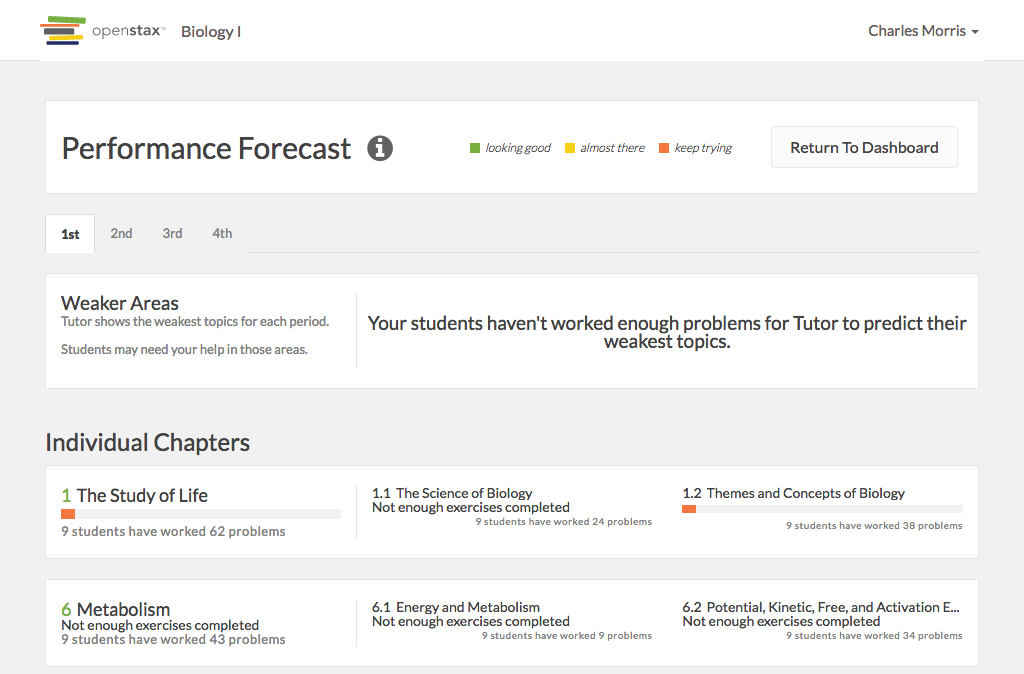 openstax™ Biology I
Charles Morris
Performance Forecast
looking good almost there keep trying
Return To Dashboard
1st 2nd 3rd 4th
Weaker Areas
Tutor shows the weakest topics for each period.
Students may need your help in those areas.
Your students haven't worked enough problems for Tutor to predict their
weakest topics.
Individual Chapters
1 The Study of Life
9 students have worked 62 problems
1.1 The Science of Biology
Not enough exercises completed
9 students have worked 24 problems
1.2 Themes and Concepts of Biology
9 students have worked 38 problems
6 Metabolism
Not enough exercises completed
9 students have worked 43 problems
6.1 Energy and Metabolism
Not enough exercises completed
9 students have worked 9 problems
6.2 Potential, Kinetic, Free, and Activation E...
Not enough exercises completed
9 students have worked 34 problems